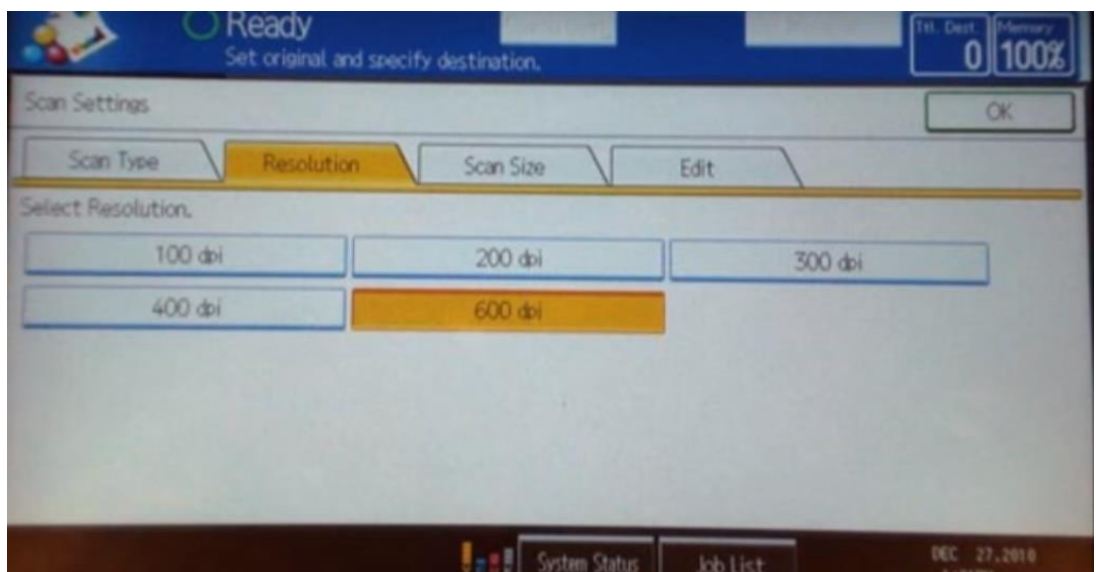 Ready
Set original and specify destination.
Ttl. Dest. Memory
0 100%
Scan Settings OK
Scan Type Resolution Scan Size Edit
Select Resolution.
100 dpi 200 dpi 300 dpi
400 dpi 600 dpi
System Status Job List DEC 27.2010